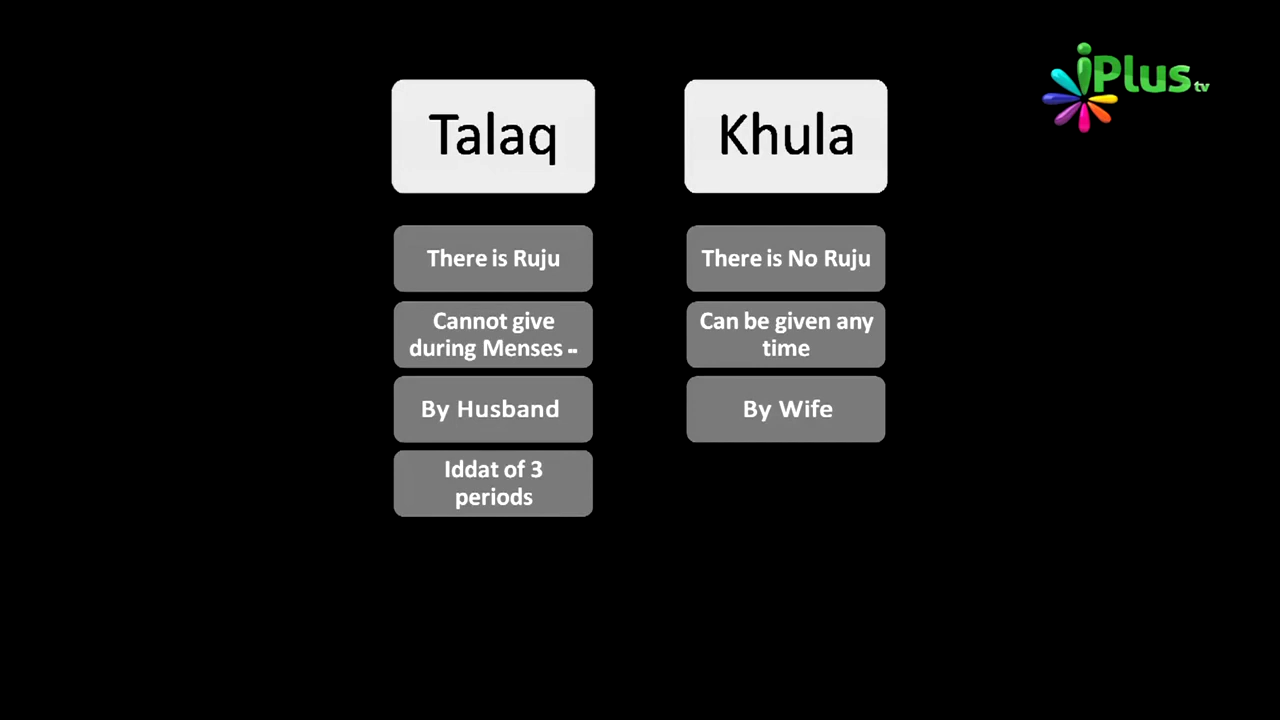 iPlus tv
Talaq
Khula
There is Ruju
There is No Ruju
Cannot give
during Menses --
Can be given any
time
By Husband
By Wife
Iddat of 3
periods